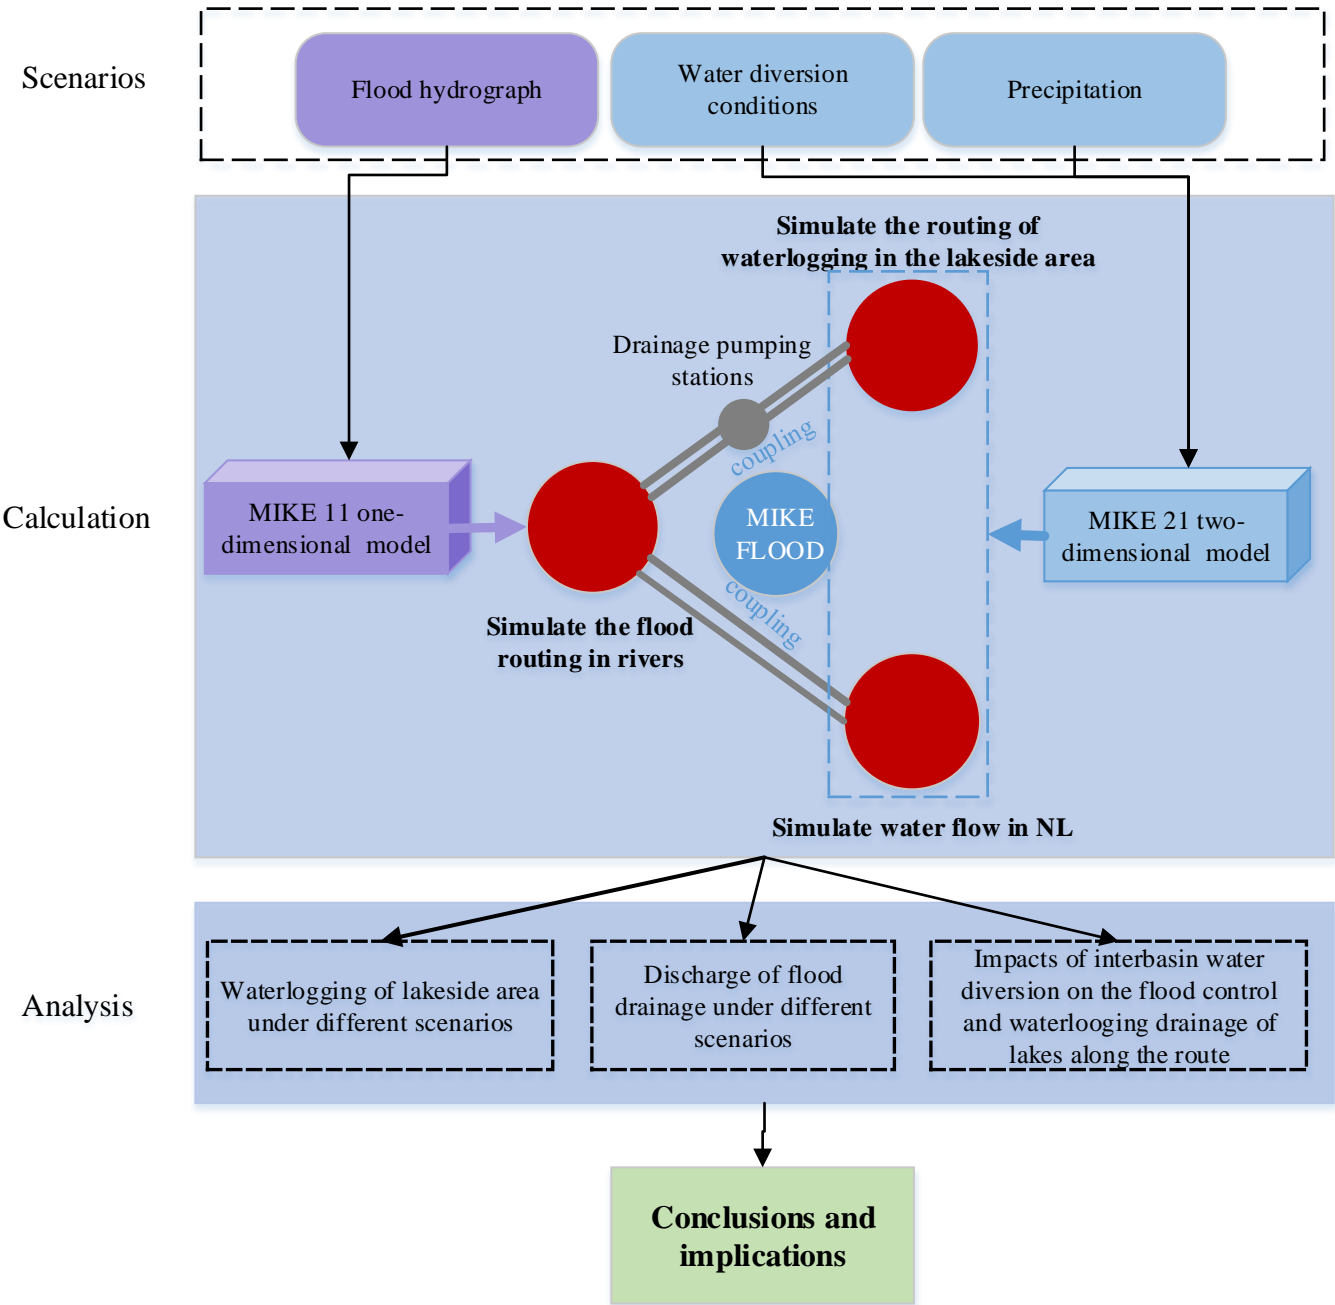 Scenarios
Flood hydrograph
Water diversion
conditions
Precipitation
Simulate the routing of
waterlogging in the lakeside area
Drainage pumping
stations
coupling
Calculation
MIKE 11 one-
dimensional model
MIKE
FLOOD
MIKE 21 two-
dimensional model
coupling
Simulate the flood
routing in rivers
Simulate water flow in NL
Analysis
Waterlogging of lakeside area
under different scenarios
Discharge of flood
drainage under different
scenarios
Impacts of interbasin water
diversion on the flood control
and waterlooging drainage of
lakes along the route
Conclusions and
implications